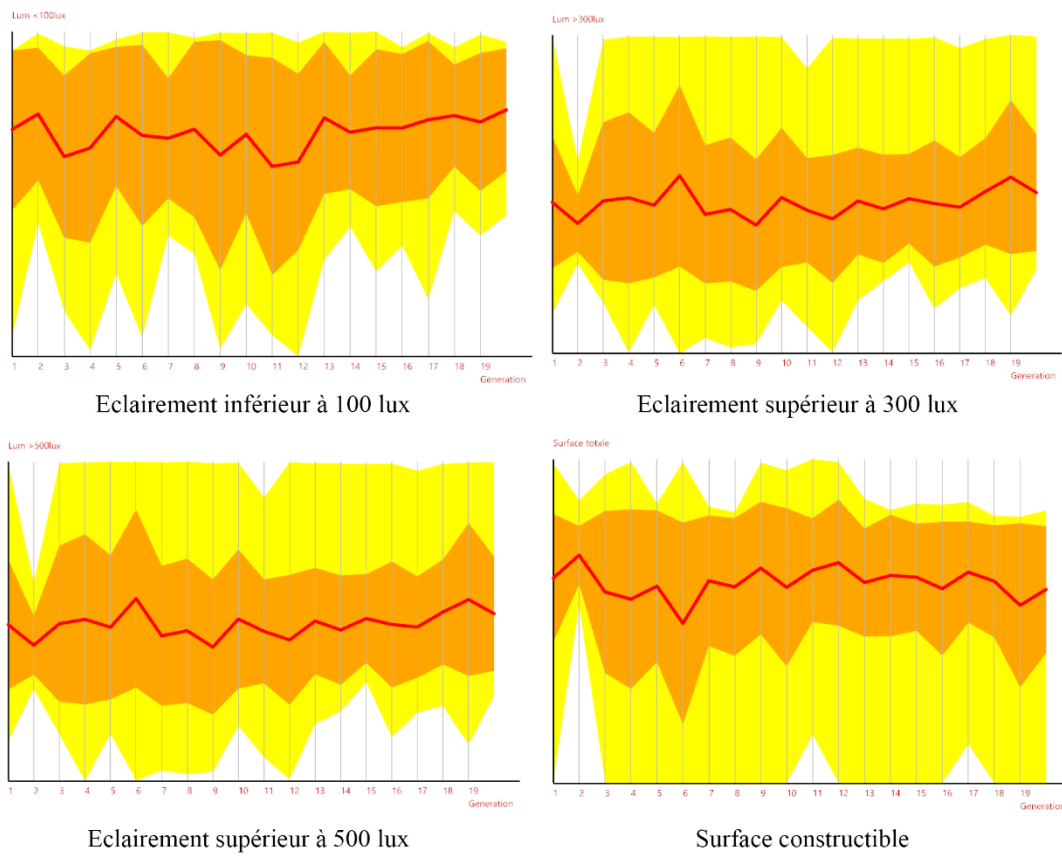 Lum <100lux
1 2 3 4 5 6 7 8 9 10 11 12 13 14 15 16 17 18 19
Generation
Eclairement inférieur à 100 lux
Lum >300lux
1 2 3 4 5 6 7 8 9 10 11 12 13 14 15 16 17 18 19
Generation
Eclairement supérieur à 300 lux
Lum >500lux
1 2 3 4 5 6 7 8 9 10 11 12 13 14 15 16 17 18 19
Generation
Eclairement supérieur à 500 lux
Surface totale
1 2 3 4 5 6 7 8 9 10 11 12 13 14 15 16 17 18 19
Generation
Surface constructible